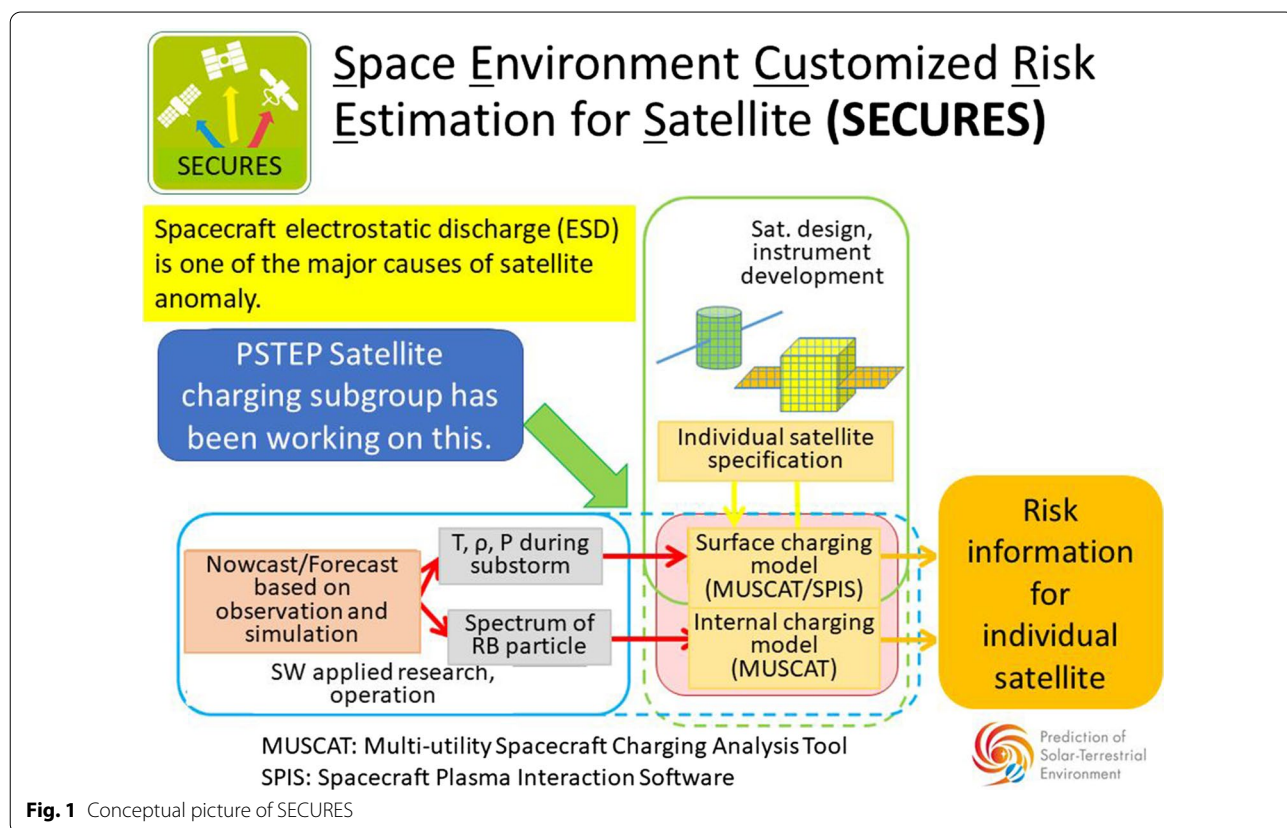 Space Environment Customized Risk
Estimation for Satellite (SECURES)
SECURES
Spacecraft electrostatic discharge (ESD)
is one of the major causes of satellite
anomaly.
Sat. design,
instrument
development
PSTEP Satellite
charging subgroup has
been working on this.
Individual satellite
specification
Nowcast/Forecast
based on
observation and
simulation
T, ρ, P during
substorm
Spectrum of
RB particle
SW applied research,
operation
Surface charging
model
(MUSCAT/SPIS)
Internal charging
model
(MUSCAT)
Risk
information
for
individual
satellite
MUSCAT: Multi-utility Spacecraft Charging Analysis Tool
SPIS: Spacecraft Plasma Interaction Software
Prediction of
Solar-Terrestrial
Environment
Fig. 1 Conceptual picture of SECURES